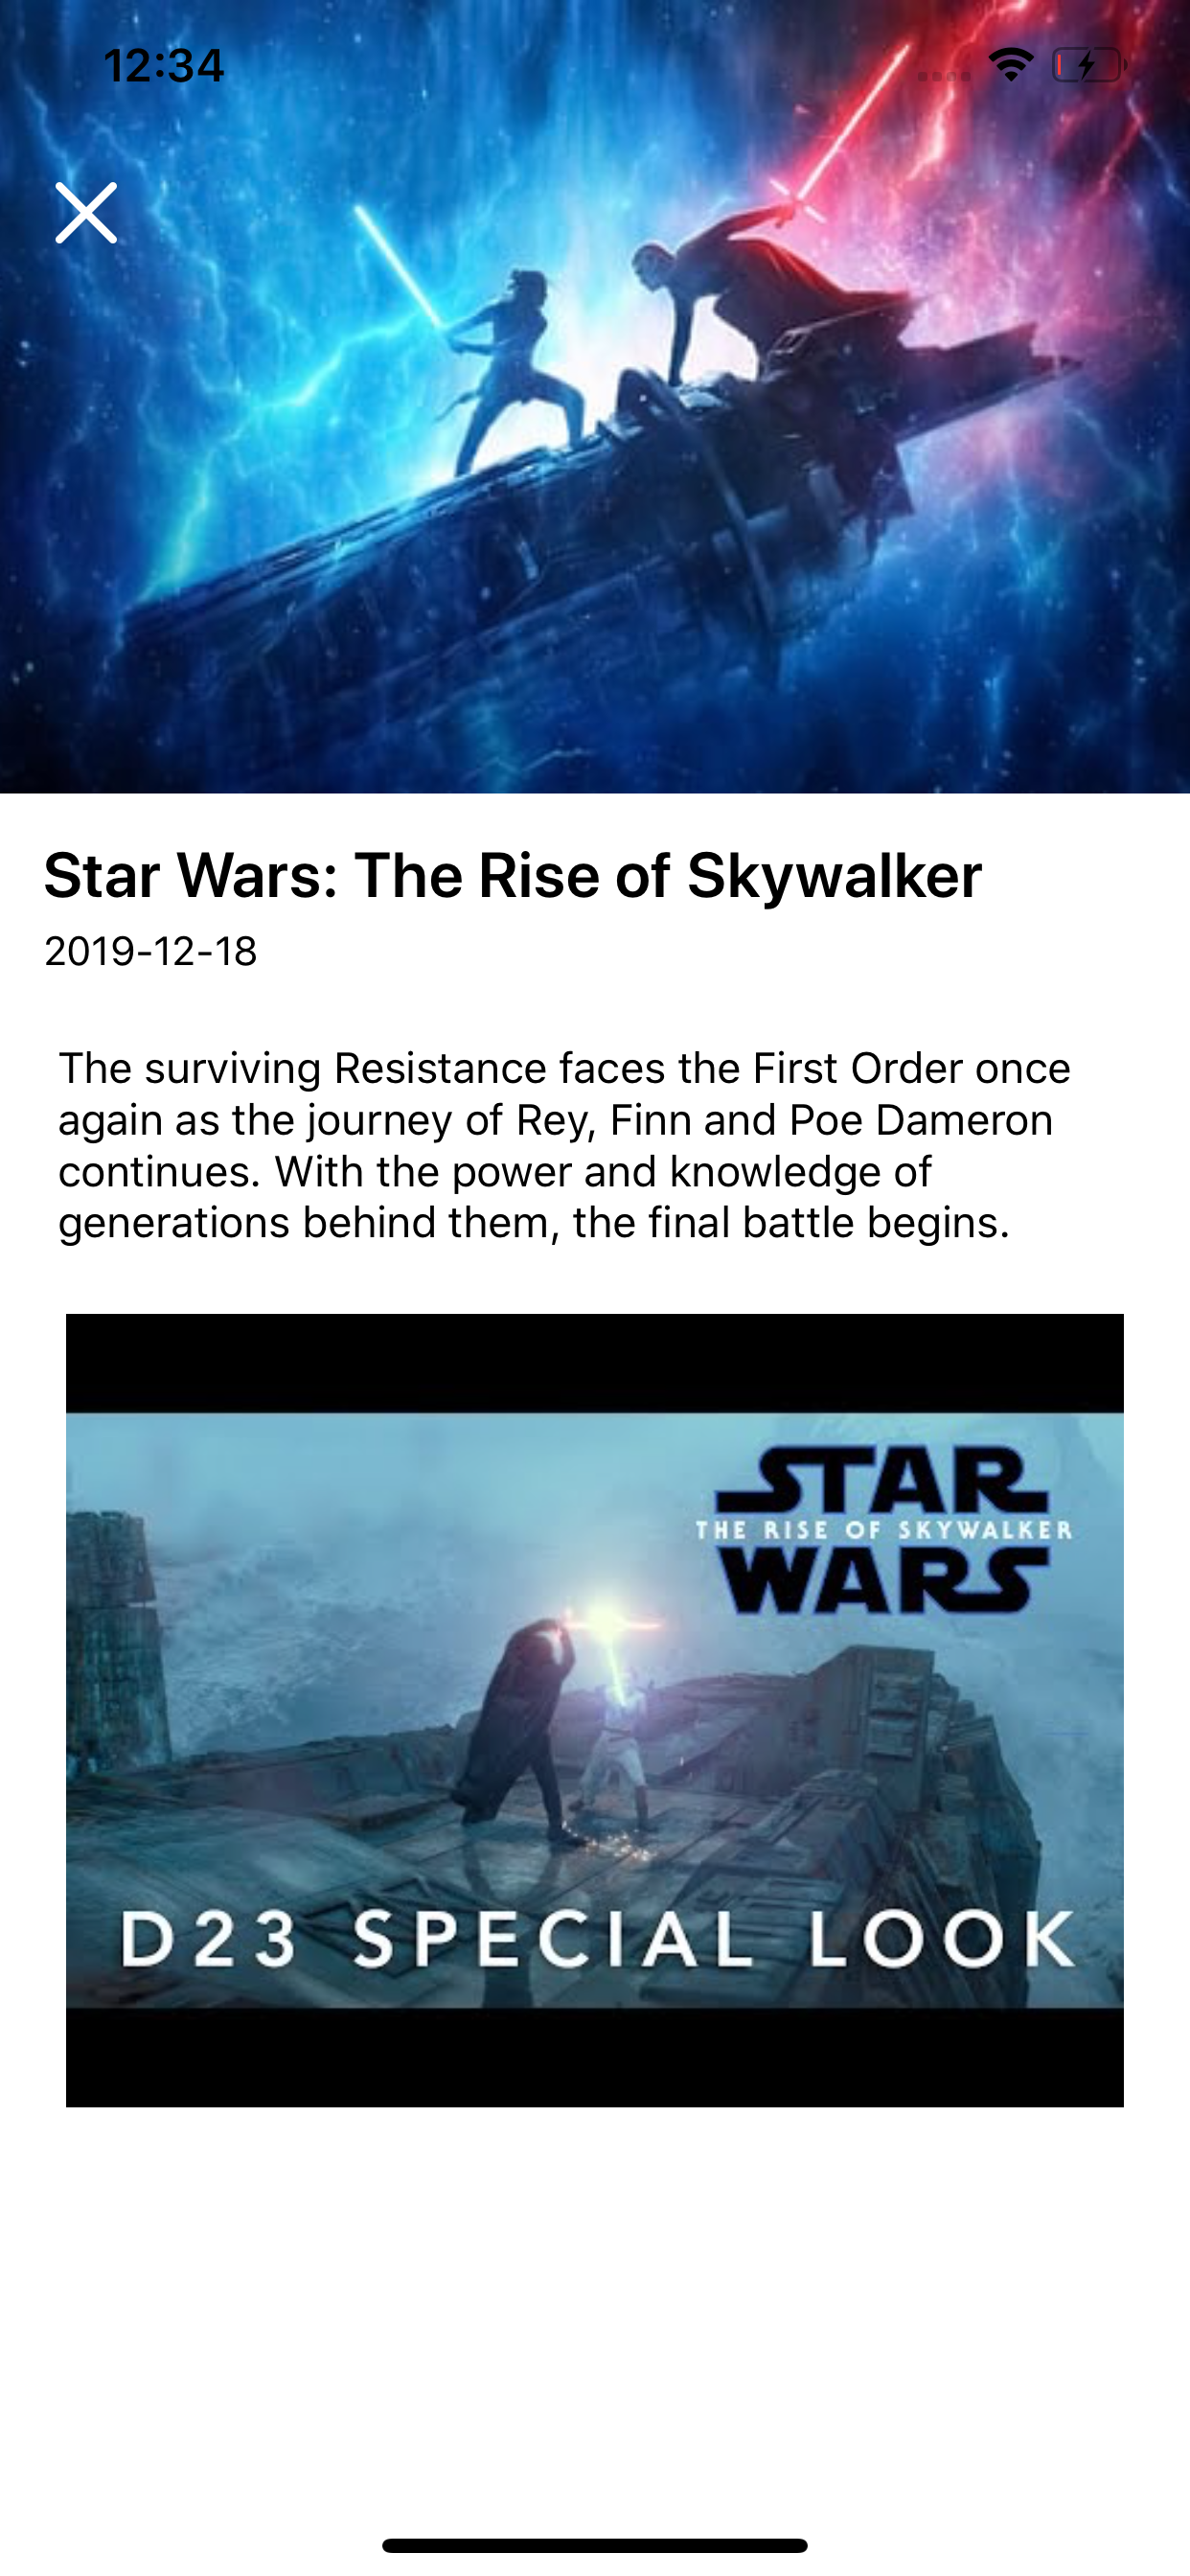 12:34
Star Wars: The Rise of Skywalker
2019-12-18
The surviving Resistance faces the First Order once
again as the journey of Rey, Finn and Poe Dameron
continues. With the power and knowledge of
generations behind them, the final battle begins.
STAR
THE RISE OF SKYWALKER
WARS
D23 SPECIAL LOOK